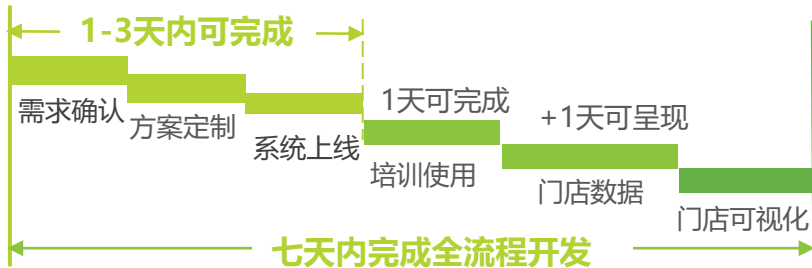 1-3天内可完成
需求确认
方案定制
系统上线
1天可完成
培训使用
+1天可呈现
门店数据
门店可视化
七天内完成全流程开发